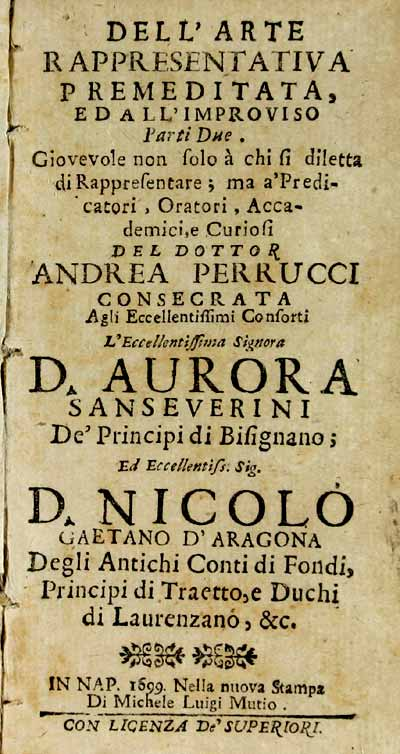 DELL' ARTE
RAPPRESENTATIVA
PREMEDITATA,
ED ALL' IMPROVISO
Parti Due.
Giovevole non ſolo à chi ſi diletta
di Rappreſentare; ma a' Predi-
catori, Oratori, Acca-
demici, e Curioſi
DEL DOTTOR
ANDREA PERRUCCI
CONSECRATA
Agli Eccellentiſſimi Conſorti
L'Eccellentiſſima Signora
D. AURORA
SANSEVERINI
De' Principi di Biſignano;
Ed Eccellentiſs. Sig.
D. NICOLÒ
GAETANO D' ARAGONA
Degli Antichi Conti di Fondi,
Principi di Traetto, e Duchi
di Laurenzano, &c.
IN NAP. 1699. Nella nuova Stampa
Di Michele Luigi Mutio.
CON LICENZA De' SUPERIORI.